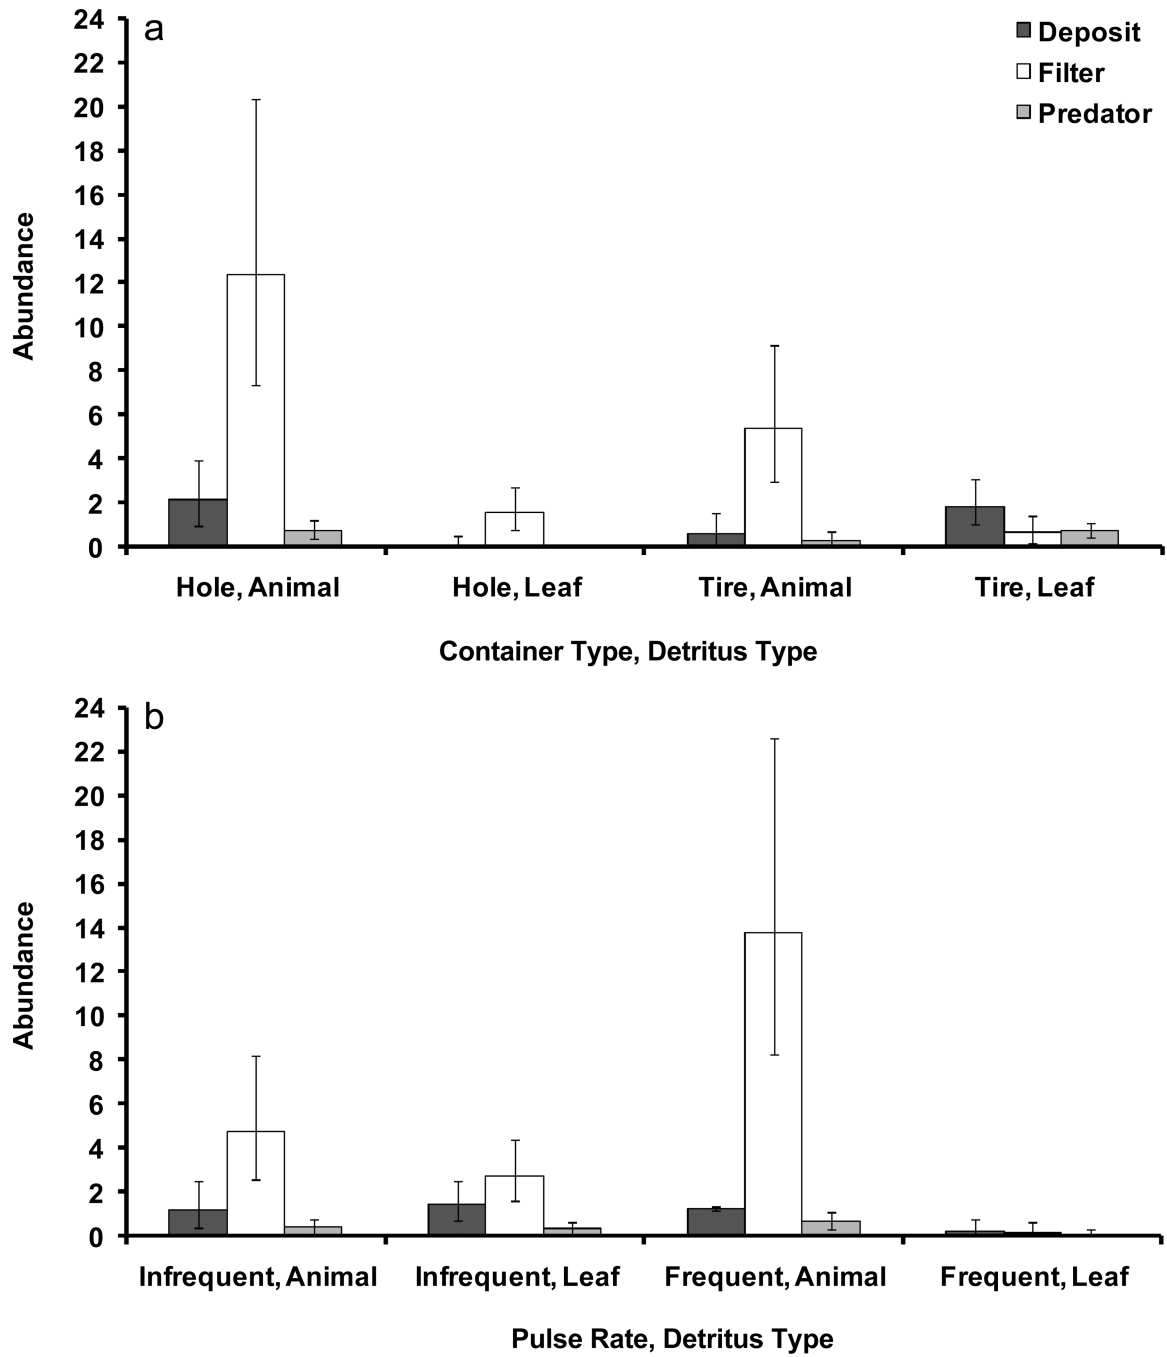 a
24
22
20
18
16
14
12
10
8
6
4
2
0
Abundance
Deposit
Filter
Predator
Hole, Animal Hole, Leaf Tire, Animal Tire, Leaf
Container Type, Detritus Type
b
24
22
20
18
16
14
12
10
8
6
4
2
0
Abundance
Infrequent, Animal Infrequent, Leaf Frequent, Animal Frequent, Leaf
Pulse Rate, Detritus Type